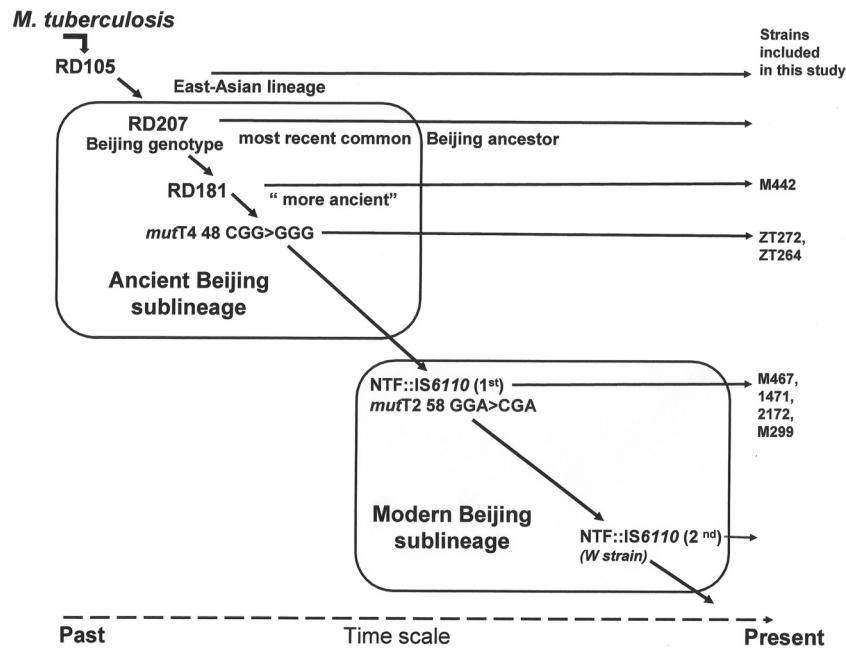 M. tuberculosis
Strains
included
in this study
RD105
East-Asian lineage
RD207
Beijing genotype
most recent common Beijing ancestor
RD181
“ more ancient”
M442
mutT4 48 CGG>GGG
ZT272,
ZT264
Ancient Beijing
sublineage
NTF::IS6110 (1st)
mutT2 58 GGA>CGA
M467,
1471,
2172,
M299
Modern Beijing
sublineage
NTF::IS6110 (2 nd)
(W strain)
Past
Time scale
Present